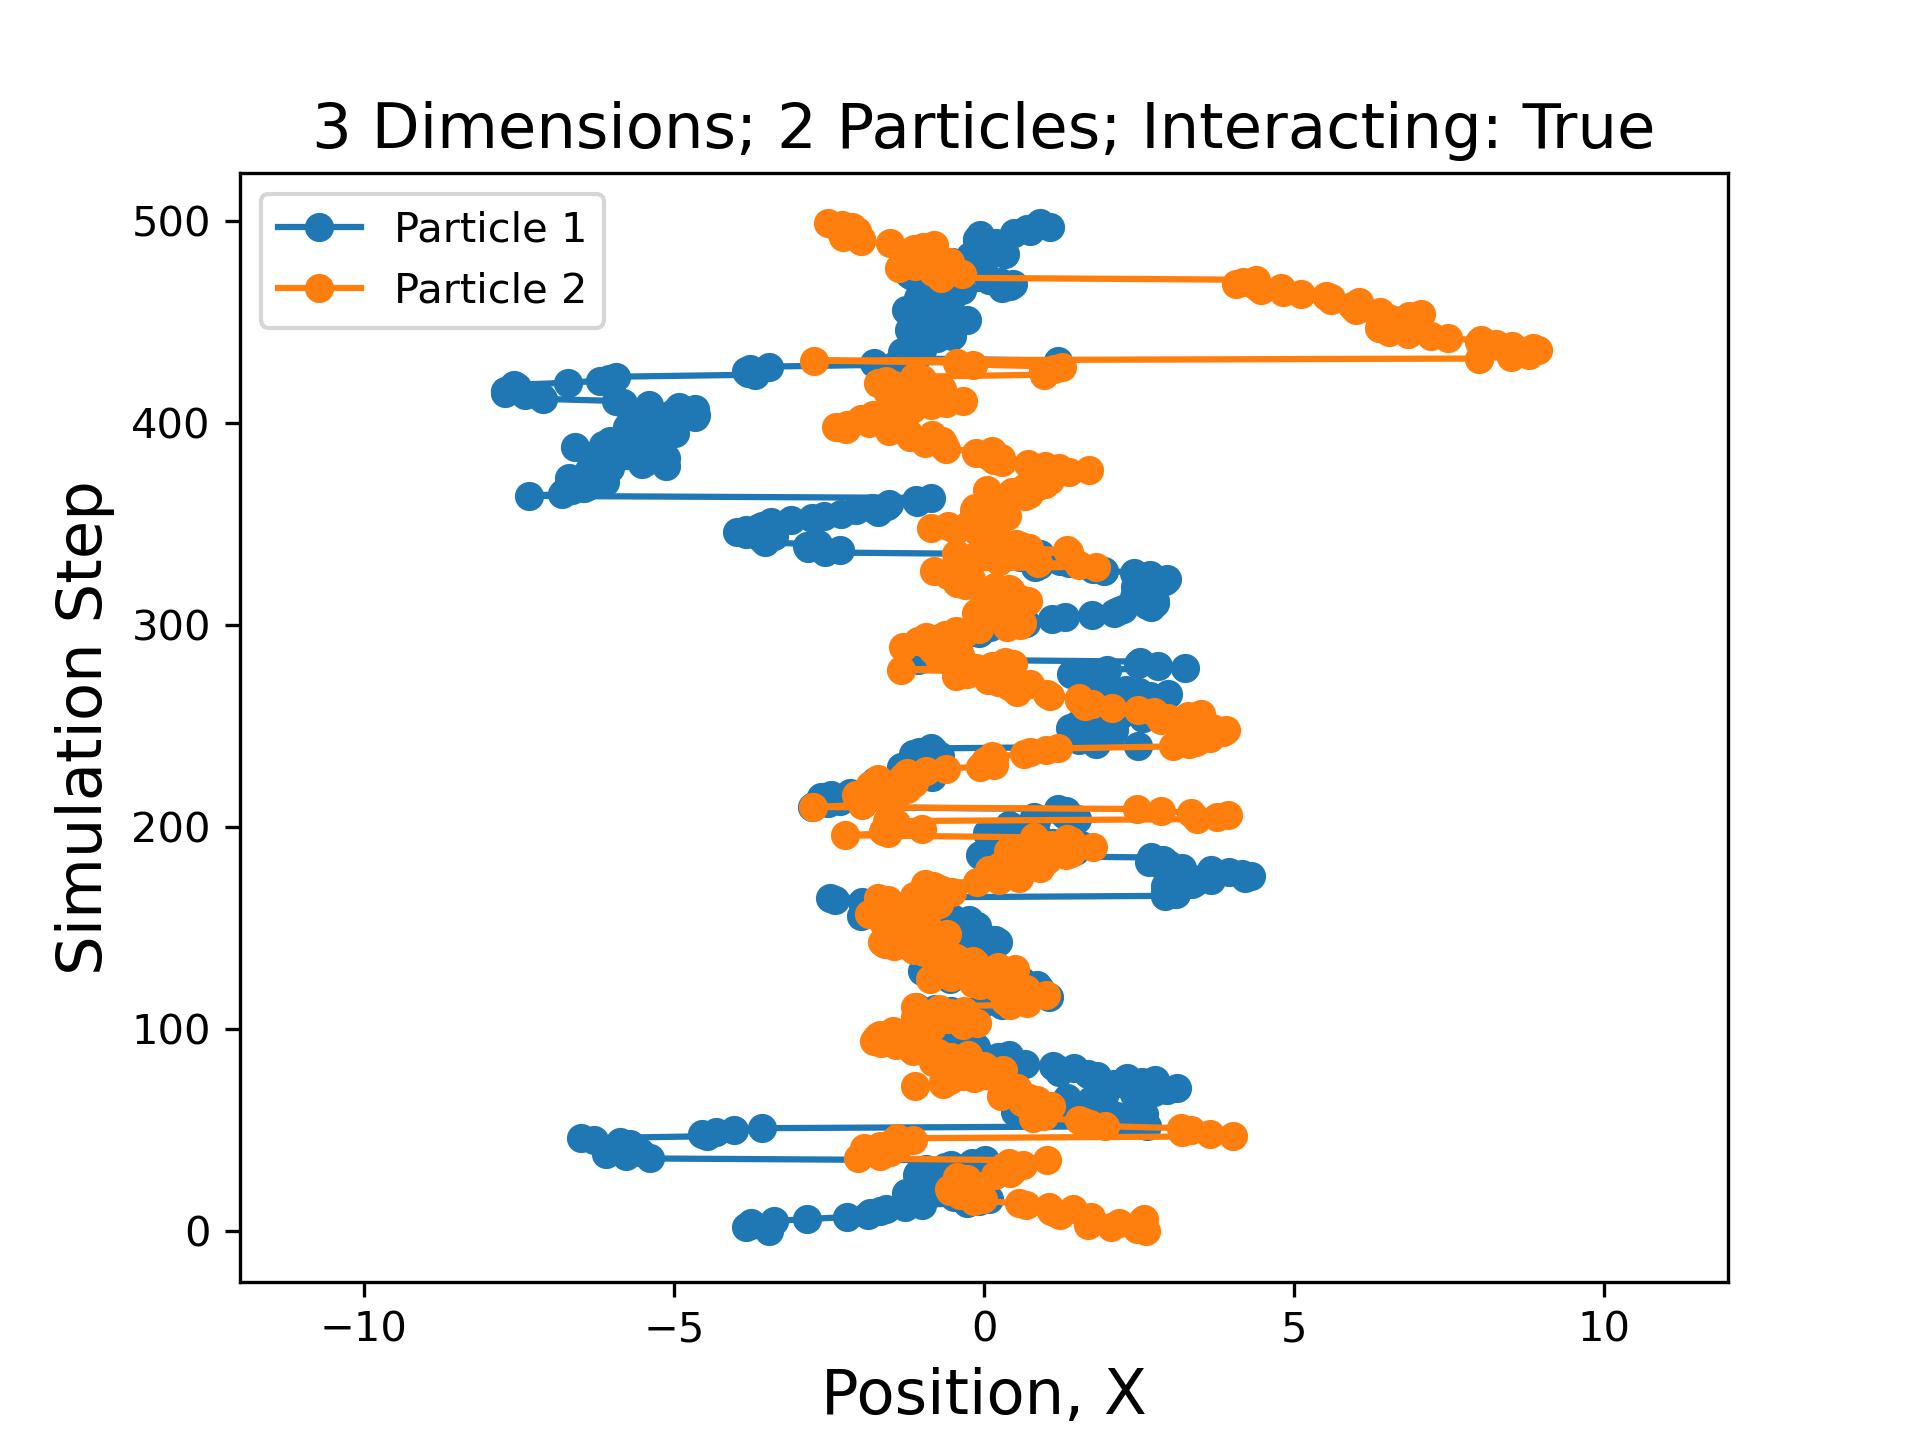 3 Dimensions; 2 Particles; Interacting: True
Particle 1
Particle 2
500
400
300
200
100
0
Simulation Step
−10
−5
0
5
10
Position, X